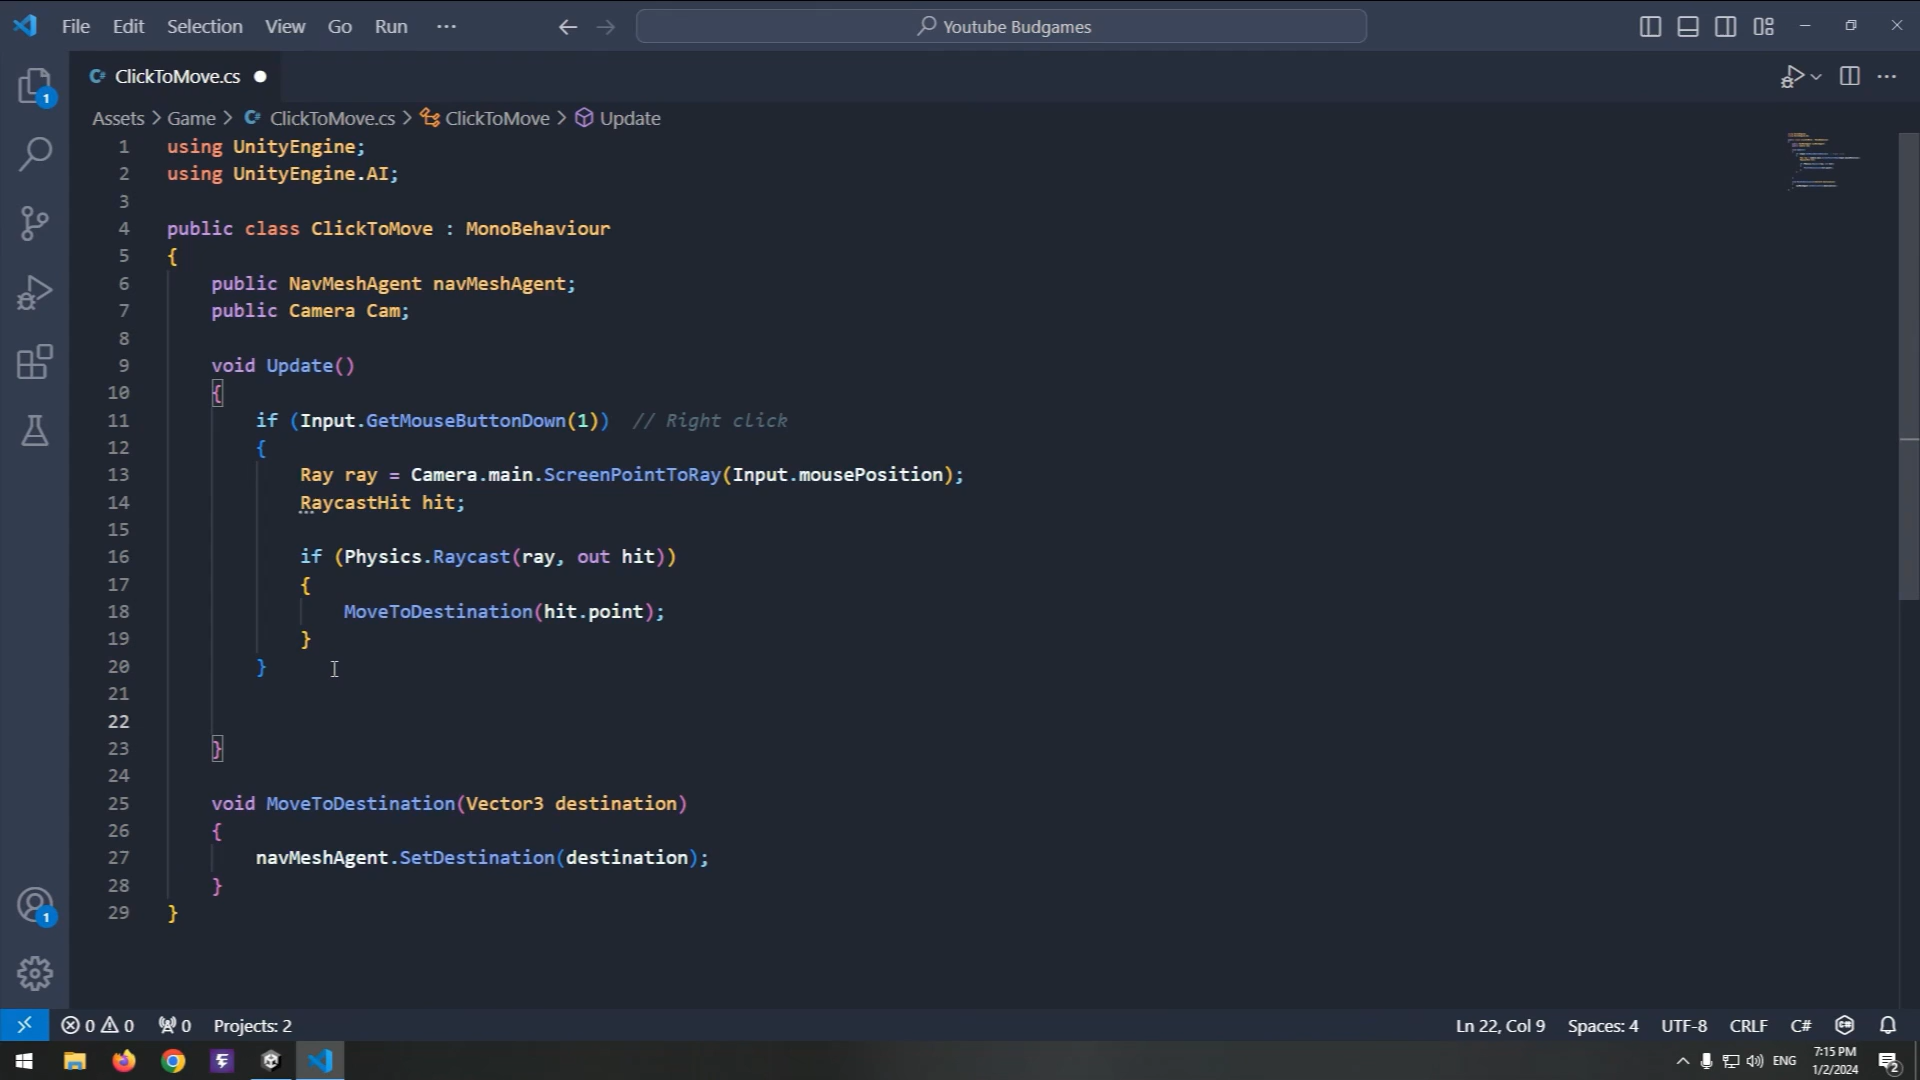 File Edit Selection View Go Run ···
Youtube Budgames
ClickToMove.cs
Assets > Game > ClickToMove.cs > ClickToMove > Update
1 using UnityEngine;
2 using UnityEngine.AI;
3
4 public class ClickToMove : MonoBehaviour
5 {
6 public NavMeshAgent navMeshAgent;
7 public Camera Cam;
8
9 void Update()
10 {
11 if (Input.GetMouseButtonDown(1)) // Right click
12 {
13 Ray ray = Camera.main.ScreenPointToRay(Input.mousePosition);
14 RaycastHit hit;
15
16 if (Physics.Raycast(ray, out hit))
17 {
18 MoveToDestination(hit.point);
19 }
20 }
21
22
23 }
24
25 void MoveToDestination(Vector3 destination)
26 {
27 navMeshAgent.SetDestination(destination);
28 }
29 }
1
1
0 0 0 Projects: 2
Ln 22, Col 9 Spaces: 4 UTF-8 CRLF C#
ENG
7:15 PM
1/2/2024
2